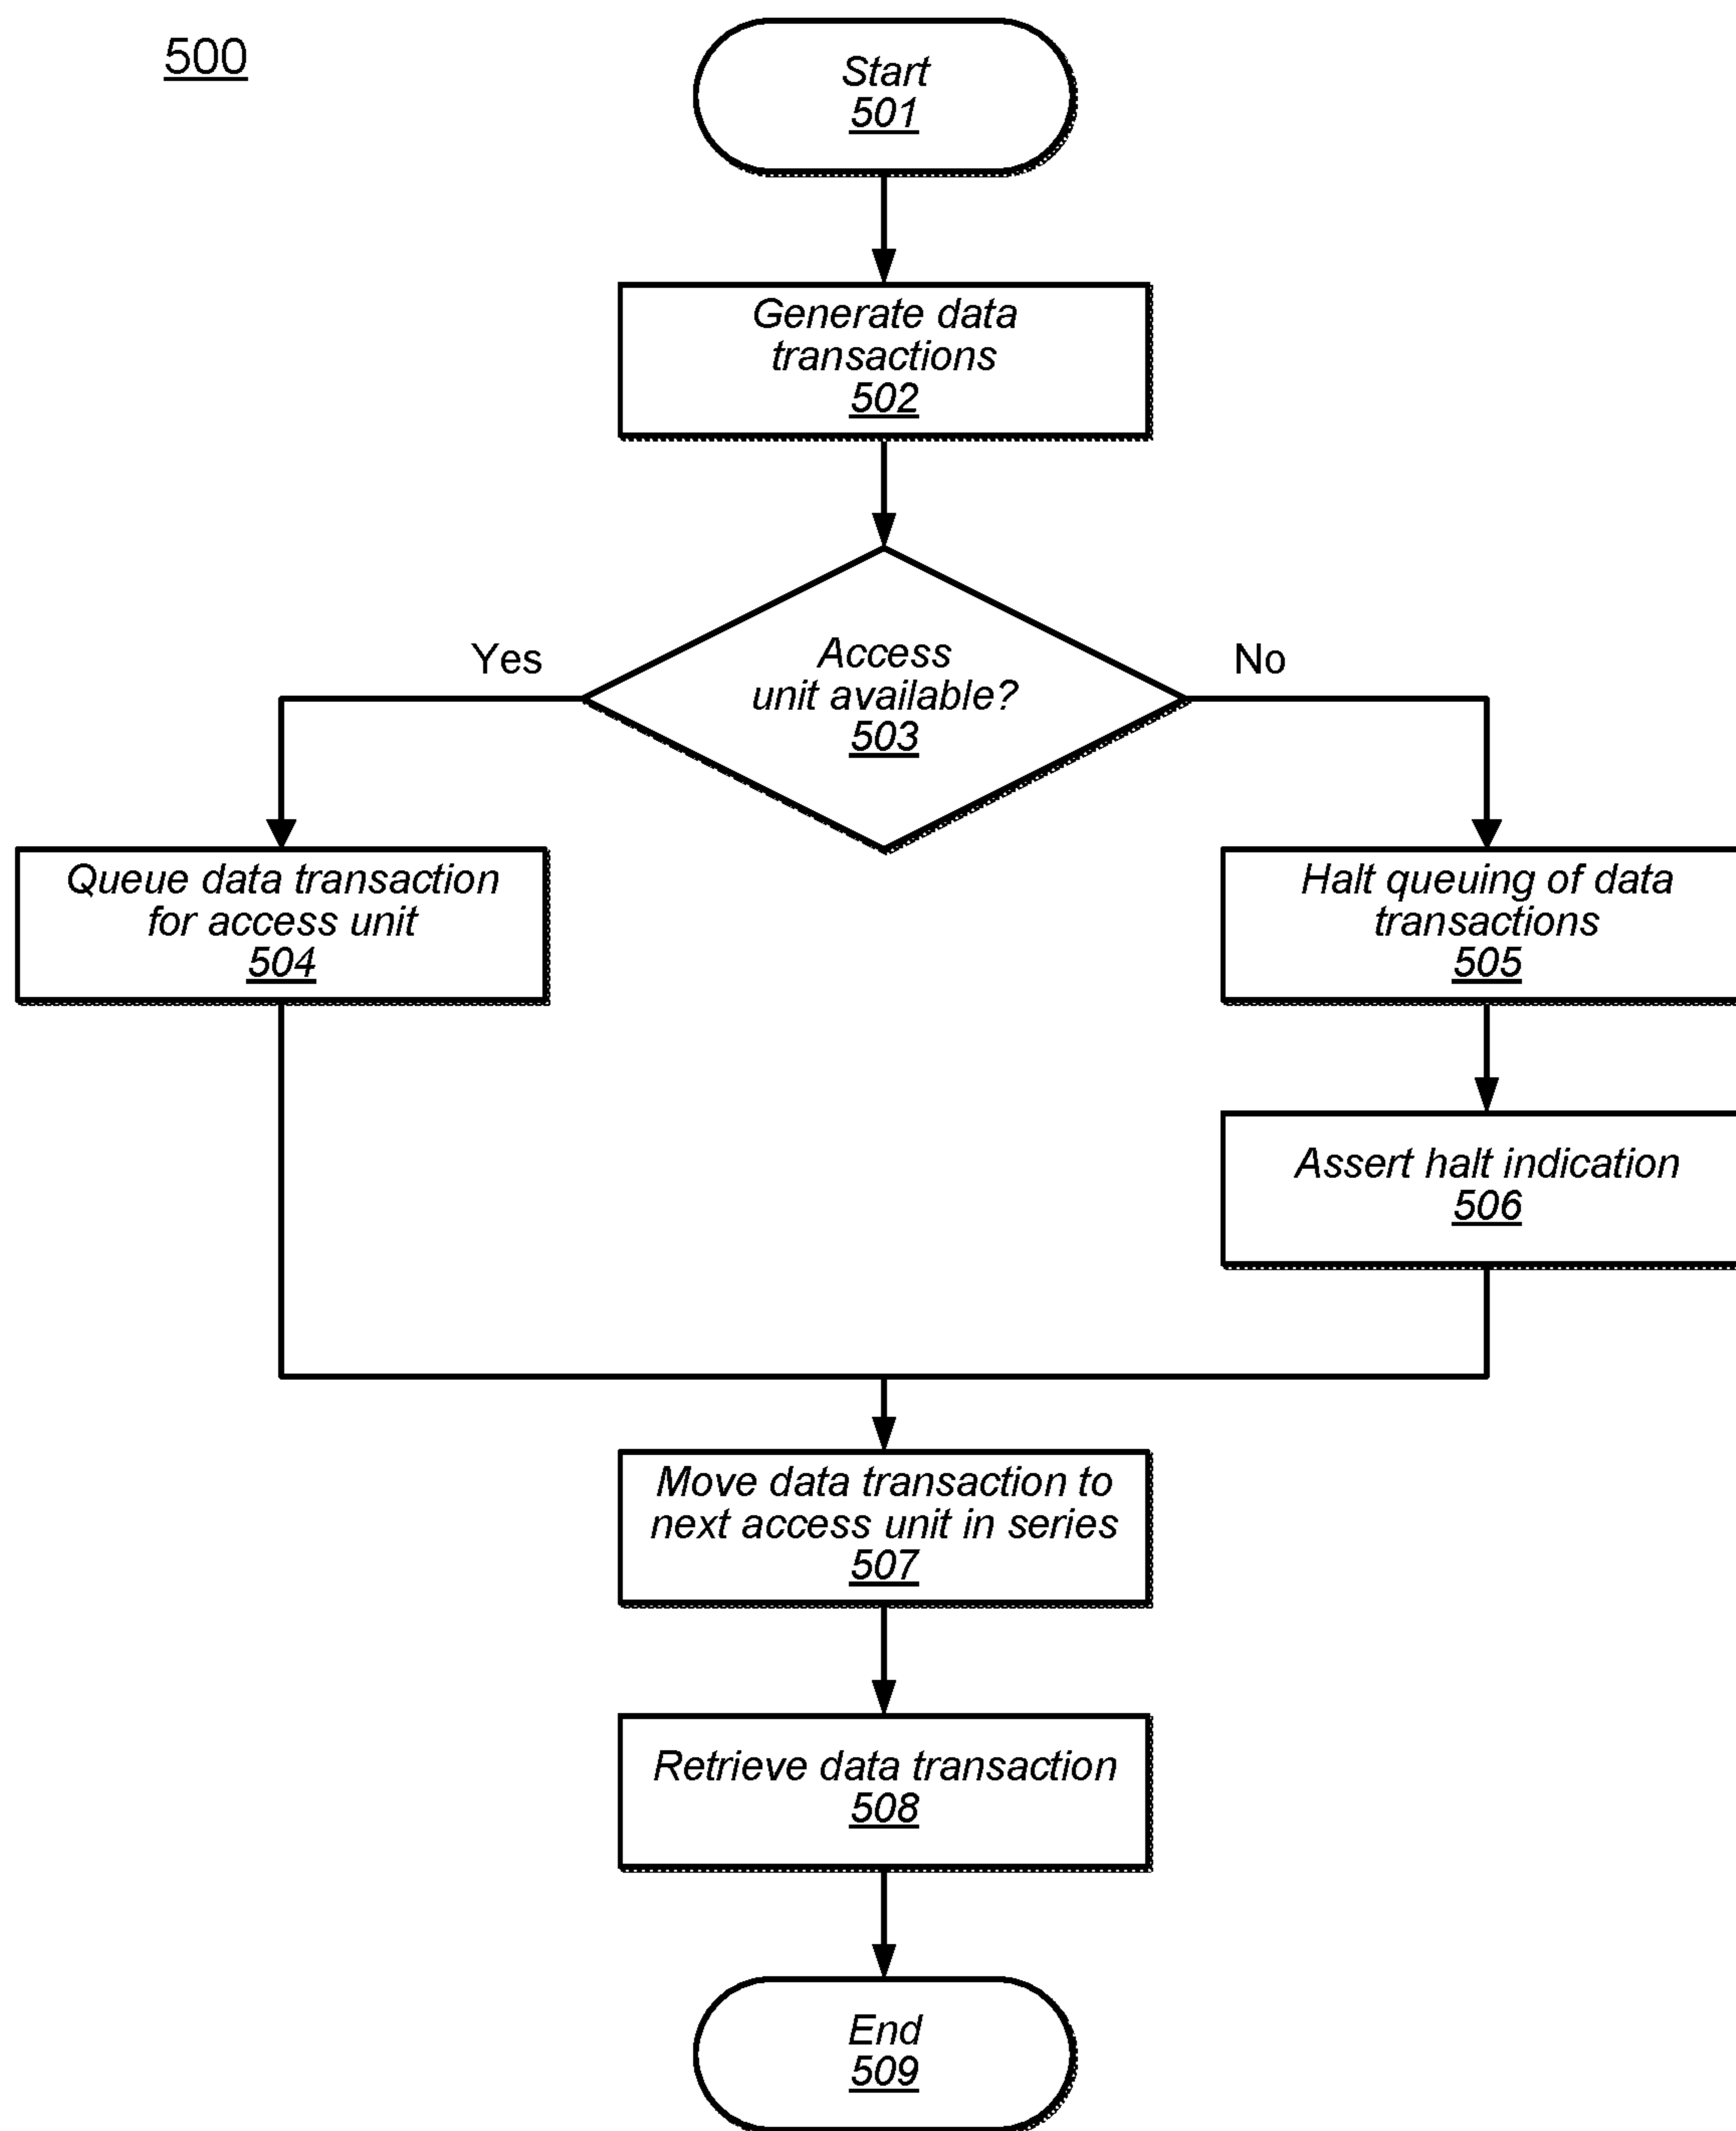 500
Start
501
Generate data
transactions
502
Access
unit available?
503
Yes
No
Queue data transaction
for access unit
504
Halt queuing of data
transactions
505
Assert halt indication
506
Move data transaction to
next access unit in series
507
Retrieve data transaction
508
End
509